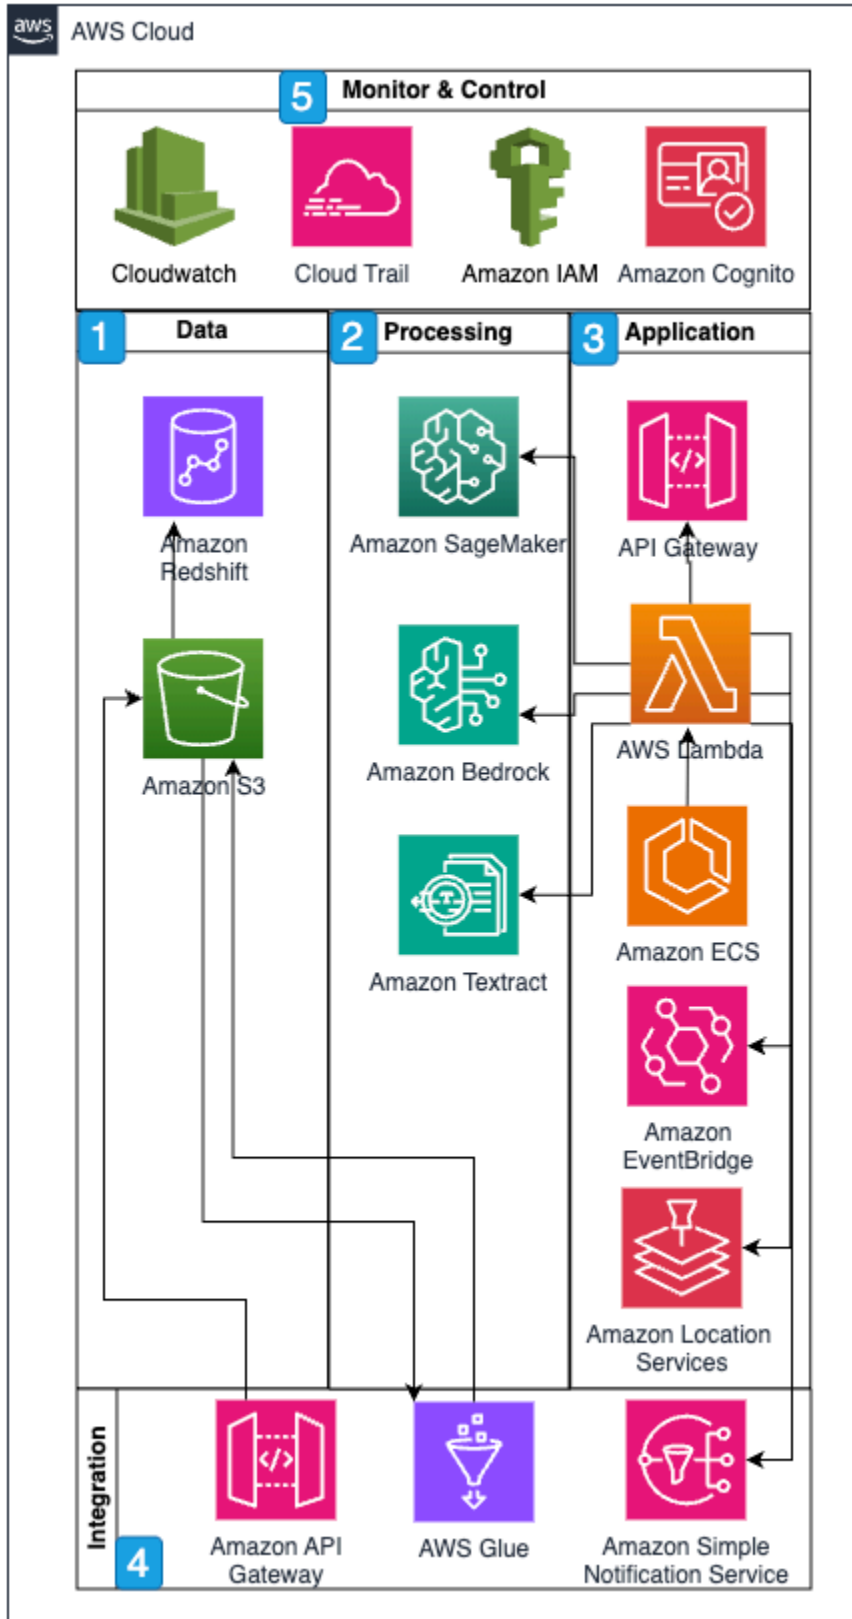 aws
AWS Cloud
5
Monitor & Control
Cloudwatch
Cloud Trail
Amazon IAM
Amazon Cognito
1
Data
2
Processing
3
Application
Amazon
Redshift
Amazon SageMaker
API Gateway
Amazon S3
Amazon Bedrock
AWS Lambda
Amazon Textract
Amazon ECS
Amazon
EventBridge
Amazon Location
Services
Integration
4
Amazon API
Gateway
AWS Glue
Amazon Simple
Notification Service